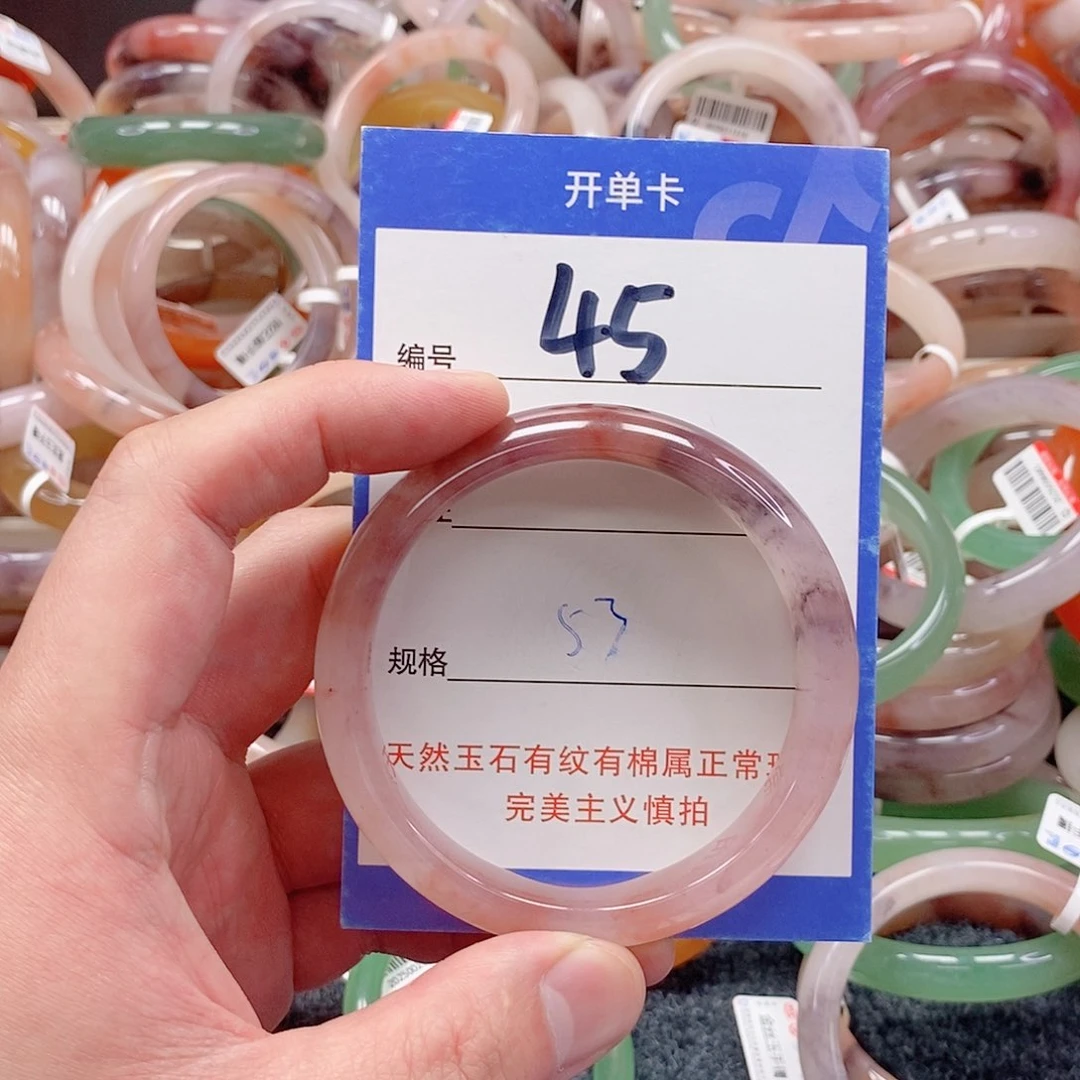 开单卡
编号 45
规格 57
天然玉石有纹有棉属正常
完美主义慎拍